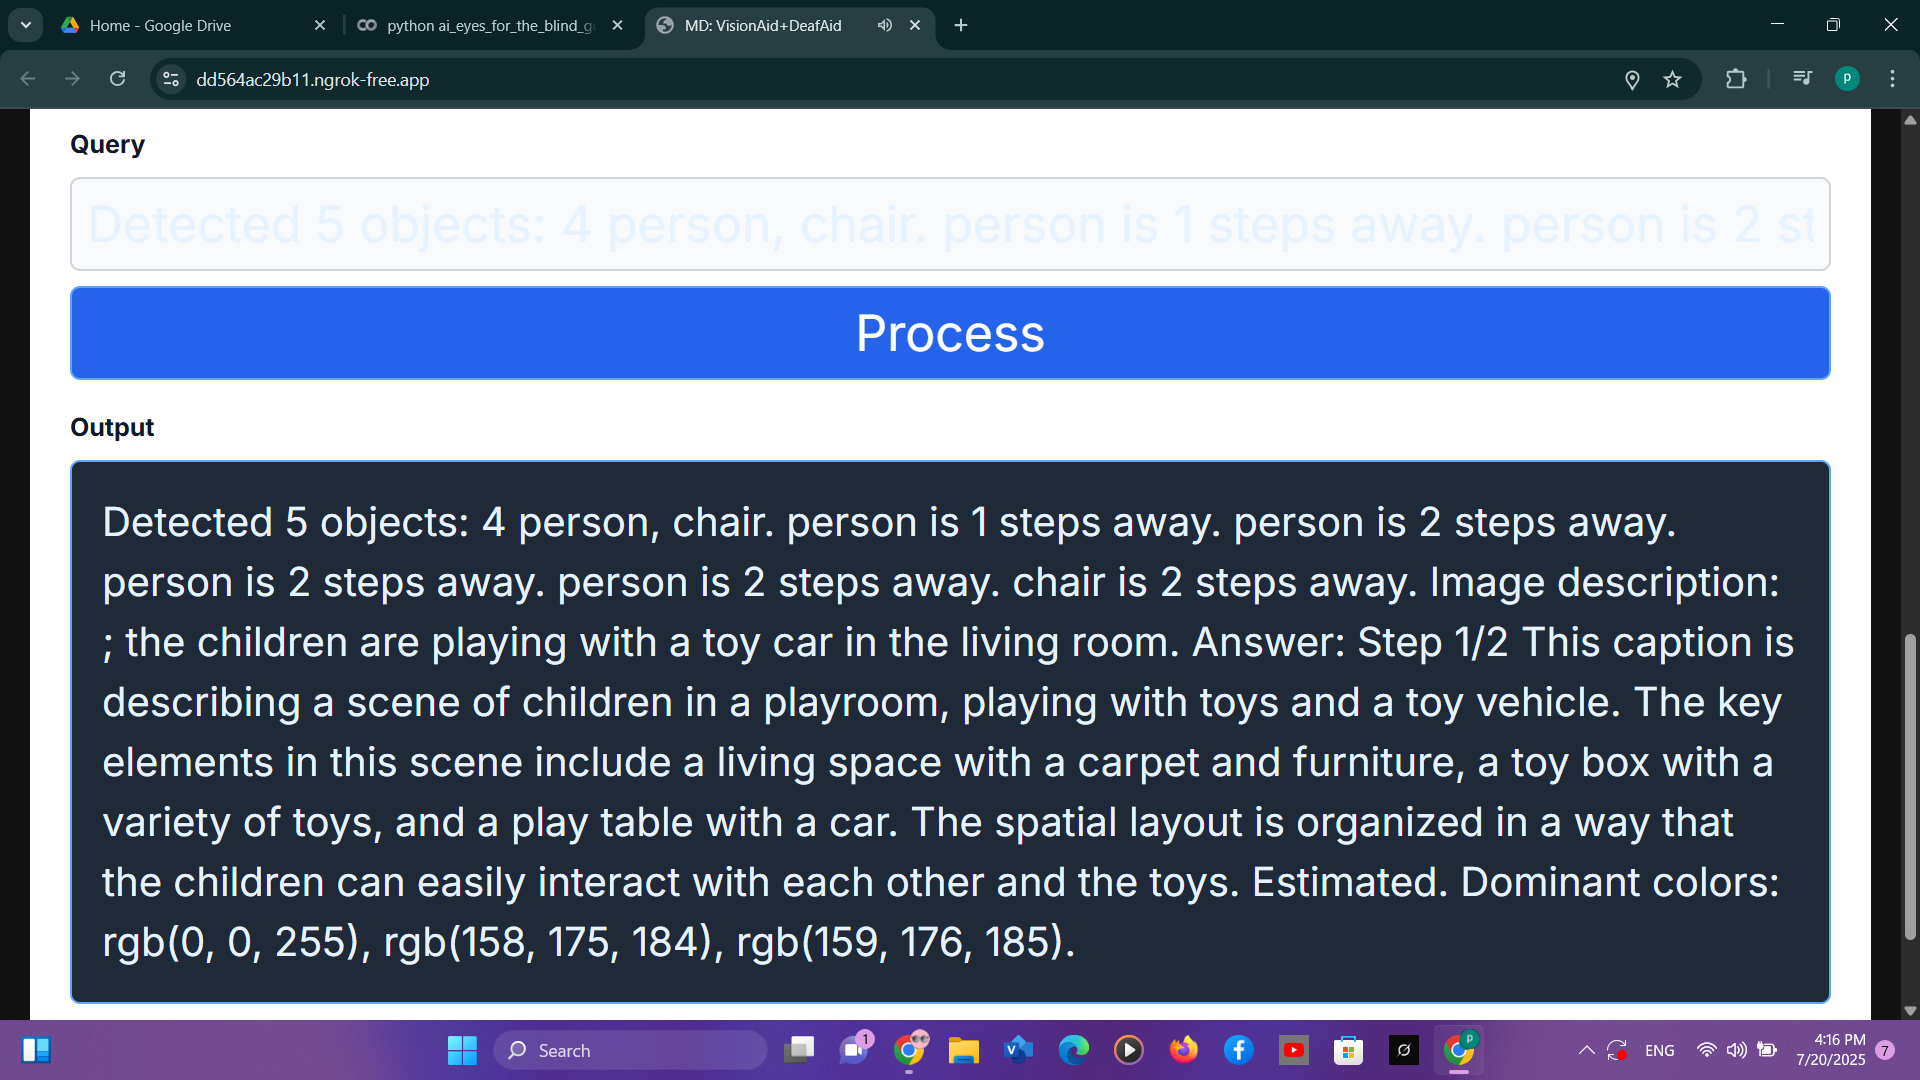 Home - Google Drive
python ai_eyes_for_the_blind_g
MD: VisionAid+DeafAid
dd564ac29b11.ngrok-free.app
P
Query
Detected 5 objects: 4 person, chair. person is 1 steps away. person is 2 st
Process
Output
Detected 5 objects: 4 person, chair. person is 1 steps away. person is 2 steps away.
person is 2 steps away. person is 2 steps away. chair is 2 steps away. Image description:
; the children are playing with a toy car in the living room. Answer: Step 1/2 This caption is
describing a scene of children in a playroom, playing with toys and a toy vehicle. The key
elements in this scene include a living space with a carpet and furniture, a toy box with a
variety of toys, and a play table with a car. The spatial layout is organized in a way that
the children can easily interact with each other and the toys. Estimated. Dominant colors:
rgb(0, 0, 255), rgb(158, 175, 184), rgb(159, 176, 185).
Search
1
V
P
ENG
4:16 PM
7/20/2025
7